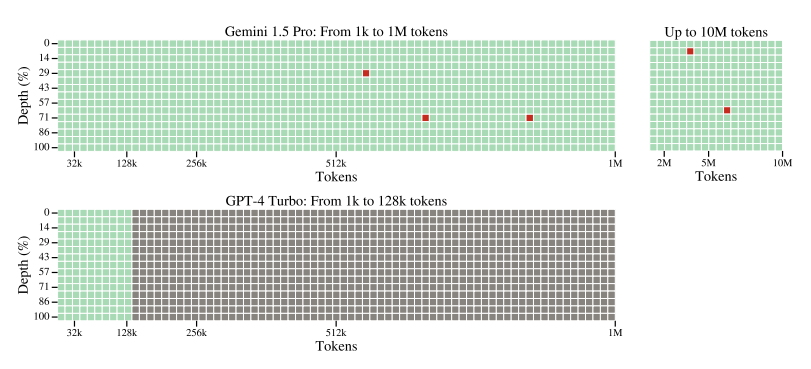 Gemini 1.5 Pro: From 1k to 1M tokens
Up to 10M tokens
Depth (%)
0
14
29
43
57
71
86
100
32k 128k 256k 512k 1M
Tokens
2M 5M 10M
Tokens
GPT-4 Turbo: From 1k to 128k tokens
Depth (%)
0
14
29
43
57
71
86
100
32k 128k 256k 512k 1M
Tokens